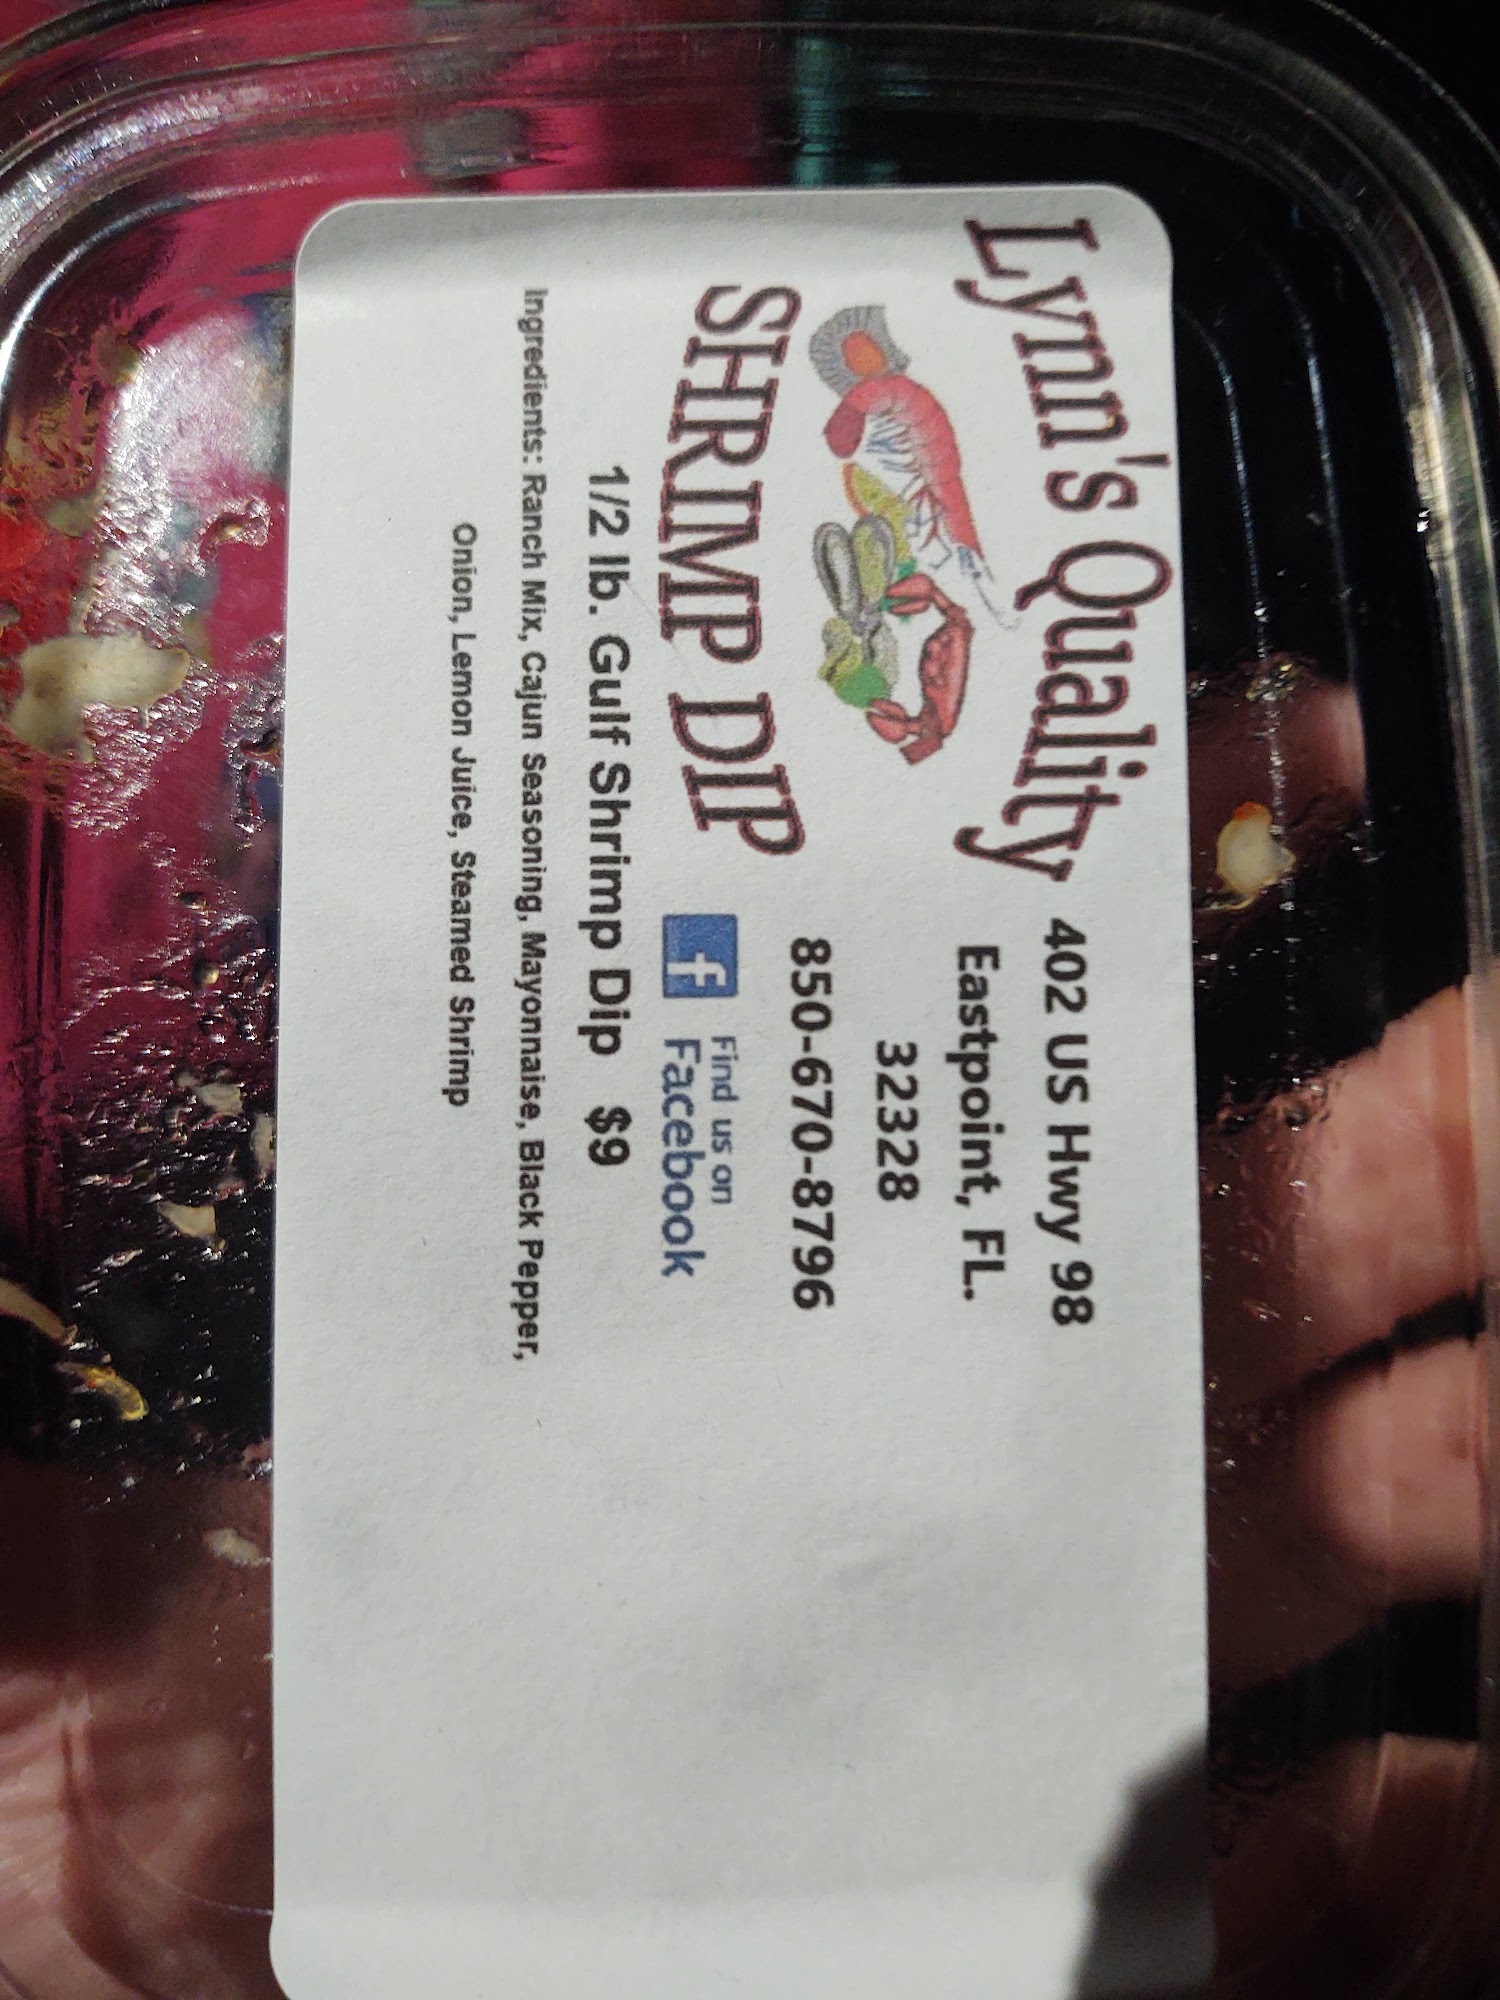 Lynn's Quality
SHRIMP DIP
402 US Hwy 98
Eastpoint, FL.
32328
850-670-8796
f
Find us on
Facebook
1/2 lb. Gulf Shrimp Dip $9
Ingredients: Ranch Mix, Cajun Seasoning, Mayonnaise, Black Pepper,
Onion, Lemon Juice, Steamed Shrimp